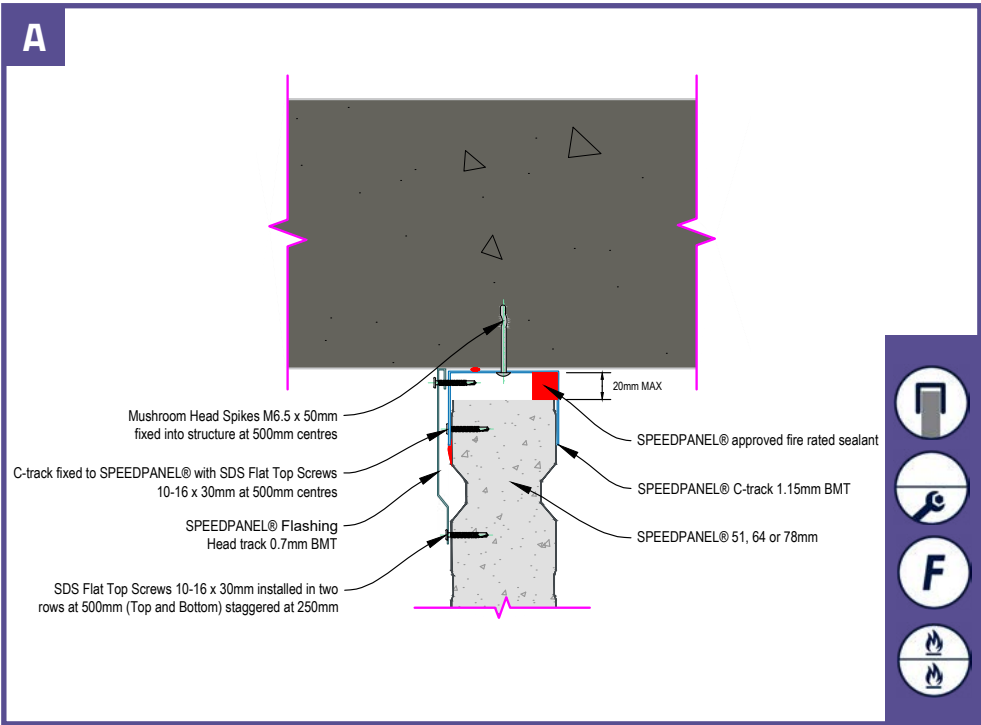 A
20mm MAX
Mushroom Head Spikes M6.5 x 50mm
fixed into structure at 500mm centres
C-track fixed to SPEEDPANEL® with SDS Flat Top Screws
10-16 x 30mm at 500mm centres
SPEEDPANEL® Flashing
Head track 0.7mm BMT
SDS Flat Top Screws 10-16 x 30mm installed in two
rows at 500mm (Top and Bottom) staggered at 250mm
SPEEDPANEL® approved fire rated sealant
SPEEDPANEL® C-track 1.15mm BMT
SPEEDPANEL® 51, 64 or 78mm
F